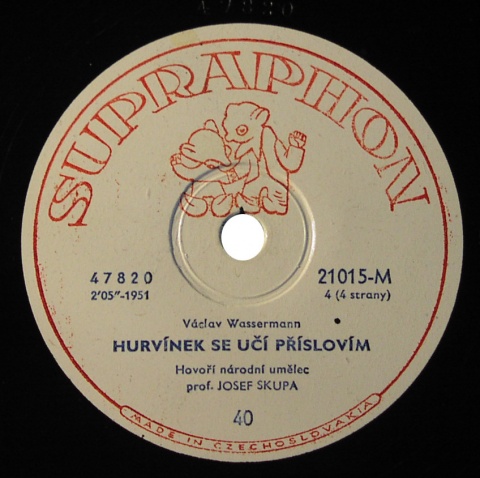 47880
SUPRAPHON
47820
2'05"-1951
21015-M
4 (4 strany)
Václav Wassermann
HURVÍNEK SE UČÍ PŘÍSLOVÍM
Hovoří národní umělec
prof. JOSEF SKUPA
40
MADE IN CZECHOSLOVAKIA